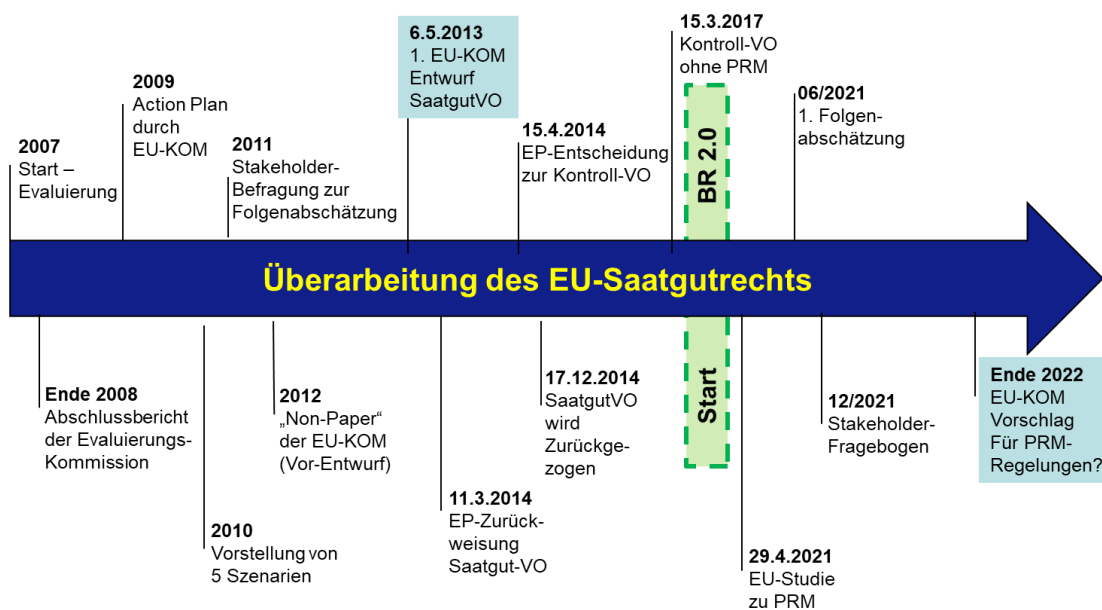 2007
Start –
Evaluierung
2009
Action Plan
durch
EU-KOM
2011
Stakeholder-
Befragung zur
Folgenabschätzung
6.5.2013
1. EU-KOM
Entwurf
SaatgutVO
15.4.2014
EP-Entscheidung
zur Kontroll-VO
15.3.2017
Kontroll-VO
ohne PRM
BR 2.0
06/2021
1. Folgen-
abschätzung
Überarbeitung des EU-Saatgutrechts
Ende 2008
Abschlussbericht
der Evaluierungs-
Kommission
2010
Vorstellung von
5 Szenarien
2012
„Non-Paper“
der EU-KOM
(Vor-Entwurf)
11.3.2014
EP-Zurück-
weisung
Saatgut-VO
17.12.2014
SaatgutVO
wird
Zurückge-
zogen
Start
29.4.2021
EU-Studie
zu PRM
12/2021
Stakeholder-
Fragebogen
Ende 2022
EU-KOM
Vorschlag
Für PRM-
Regelungen?